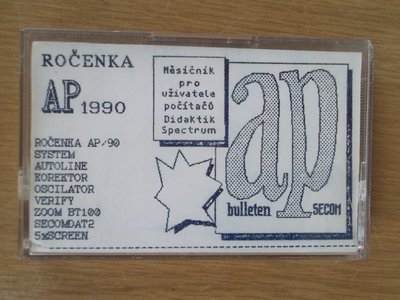 ROČENKA
AP 1990
ROČENKA AP/90
SYSTEM
AUTOLINE
KOREKTOR
OSCILATOR
VERIFY
ZOOM BT100
SECOMDAT2
5xSCREEN
Měsíčník
pro
uživatele
počítačů
Didaktik
Spectrum
ap
bulleten SECOM